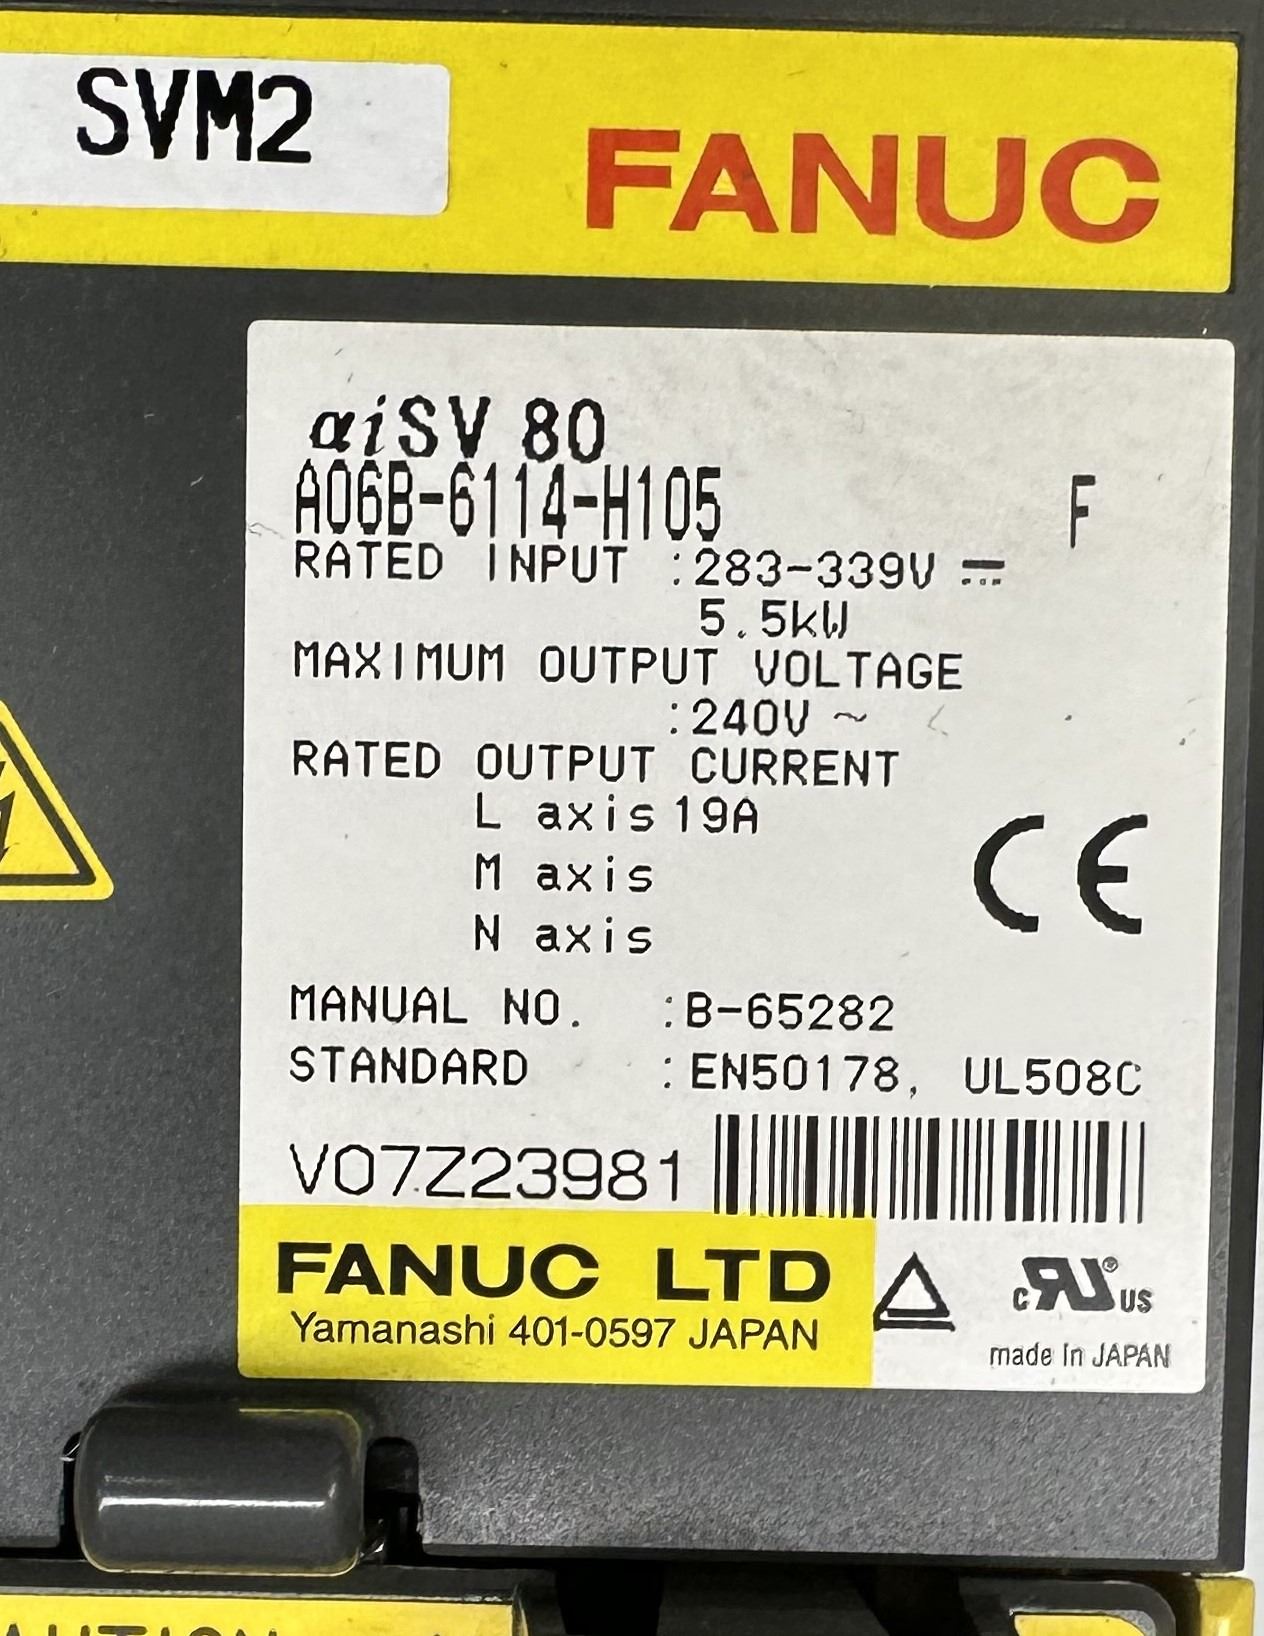 SVM2
FANUC
αiSV 80
A06B-6114-H105 F
RATED INPUT :283-339V ⎓
5.5kW
MAXIMUM OUTPUT VOLTAGE
:240V ~
RATED OUTPUT CURRENT
L axis 19A
M axis
N axis
CE
MANUAL NO. :B-65282
STANDARD :EN50178, UL508C
V07Z23981
FANUC LTD
Yamanashi 401-0597 JAPAN
c RU ® US
made in JAPAN